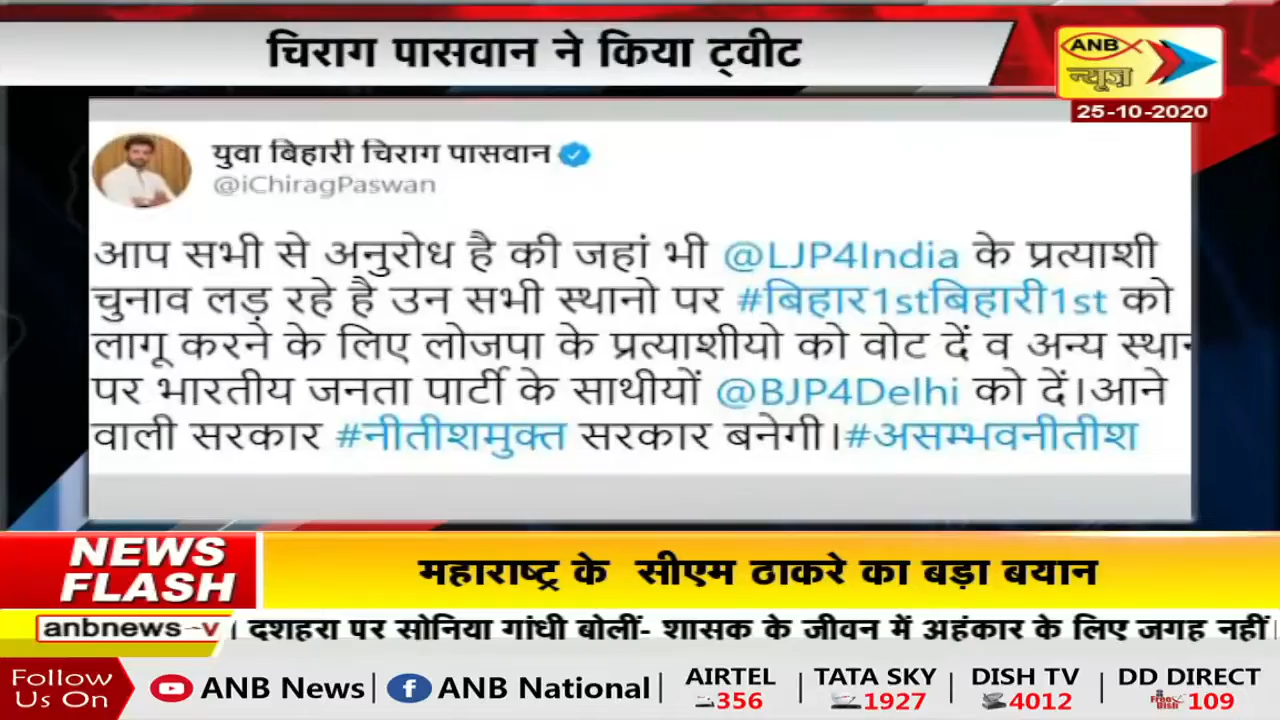 चिराग पासवान ने किया ट्वीट
ANB
न्यूज़
25-10-2020
युवा बिहारी चिराग पासवान
@iChiragPaswan
आप सभी से अनुरोध है की जहां भी @LJP4India के प्रत्याशी
चुनाव लड़ रहे है उन सभी स्थानो पर #बिहार1stबिहारी1st को
लागू करने के लिए लोजपा के प्रत्याशीयो को वोट दें व अन्य स्थान
पर भारतीय जनता पार्टी के साथीयों @BJP4Delhi को दें।आने
वाली सरकार #नीतीशमुक्त सरकार बनेगी।#असम्भवनीतीश
NEWS
FLASH
महाराष्ट्र के सीएम ठाकरे का बड़ा बयान
anbnews
। दशहरा पर सोनिया गांधी बोलीं- शासक के जीवन में अहंकार के लिए जगह नहीं।
Follow
Us On
ANB News
ANB National
AIRTEL
356
TATA SKY
1927
DISH TV
4012
DD DIRECT
Free Dish
109